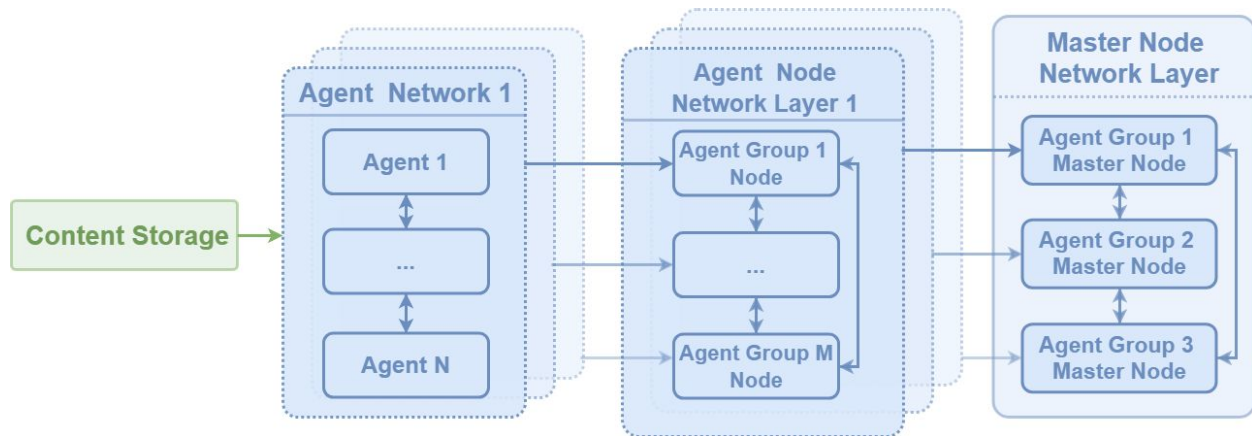 Content Storage
Agent Network 1
Agent 1
...
Agent N
Agent Node
Network Layer 1
Agent Group 1
Node
...
Agent Group M
Node
Master Node
Network Layer
Agent Group 1
Master Node
Agent Group 2
Master Node
Agent Group 3
Master Node